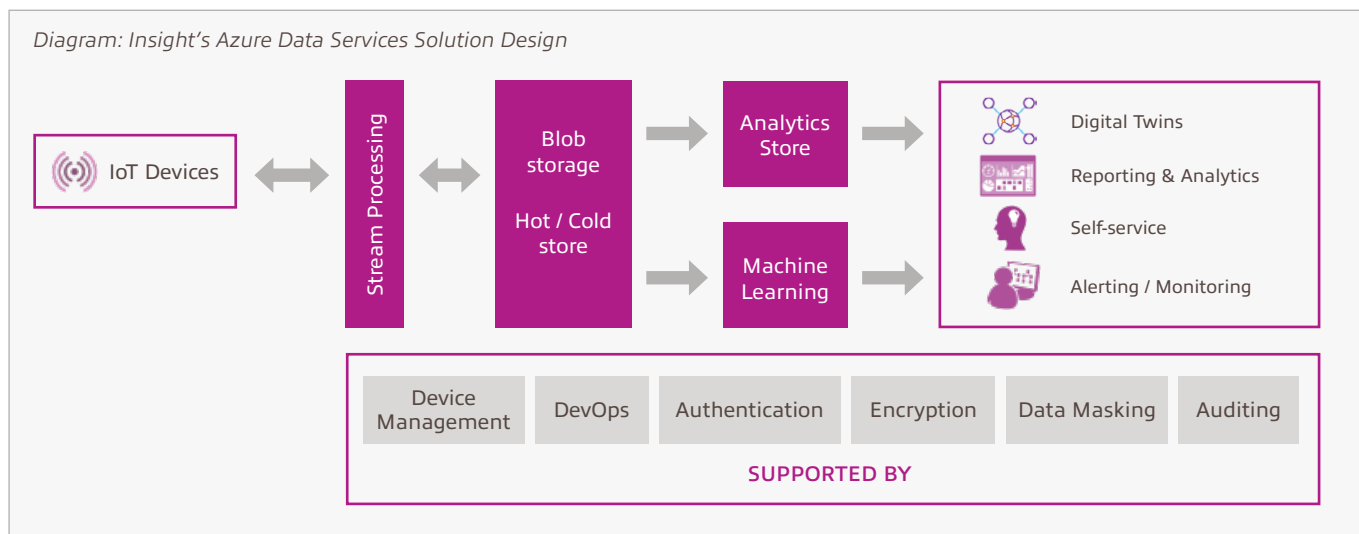 Diagram: Insight's Azure Data Services Solution Design
IoT Devices
Stream Processing
Blob
storage
Hot / Cold
store
Analytics
Store
Machine
Learning
Digital Twins
Reporting & Analytics
Self-service
Alerting / Monitoring
Device
Management
DevOps
Authentication
Encryption
Data Masking
Auditing
SUPPORTED BY